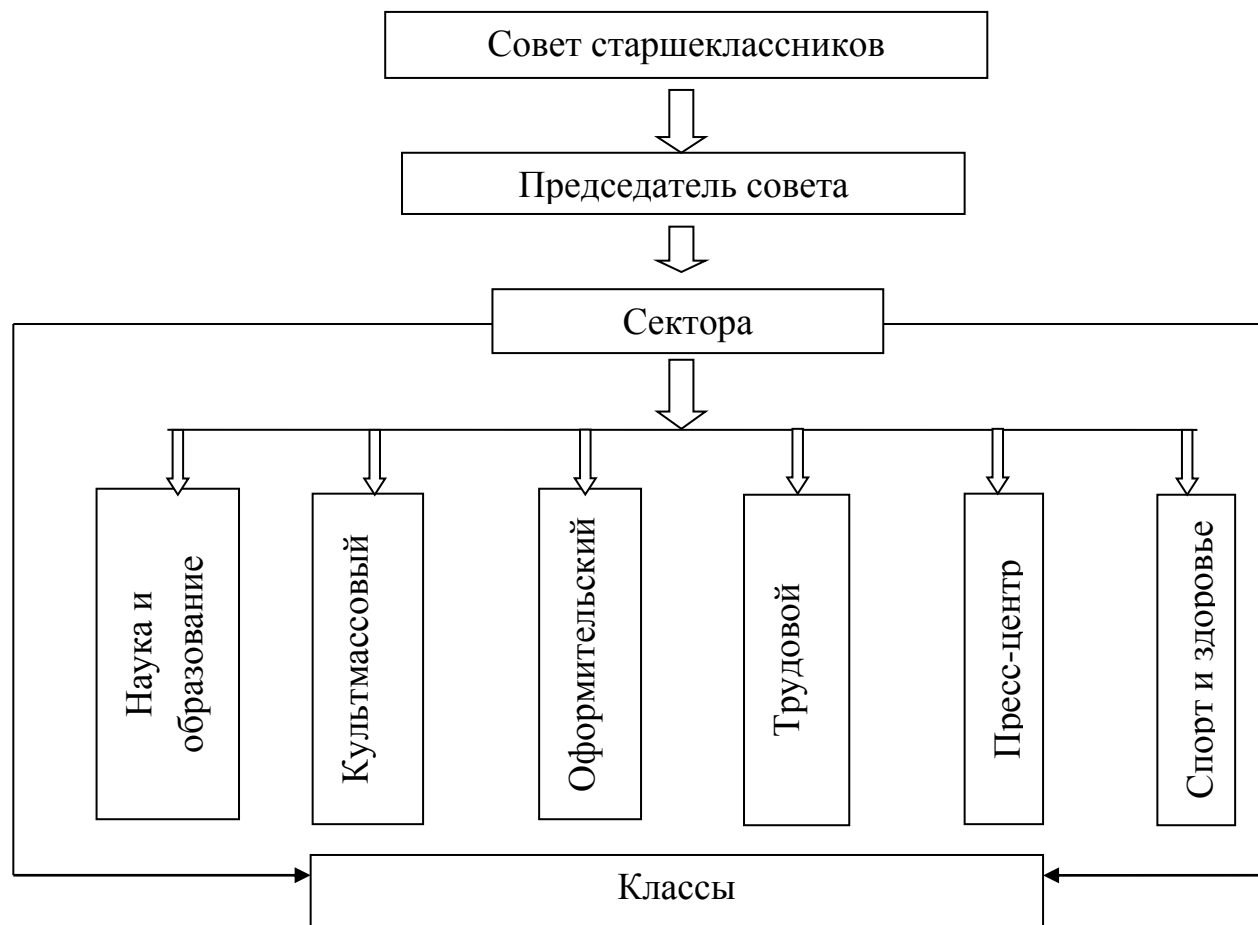 Совет старшеклассников
Председатель совета
Сектора
Наука и
образование
Культмассовый
Оформительский
Трудовой
Пресс-центр
Спорт и здоровье
Классы